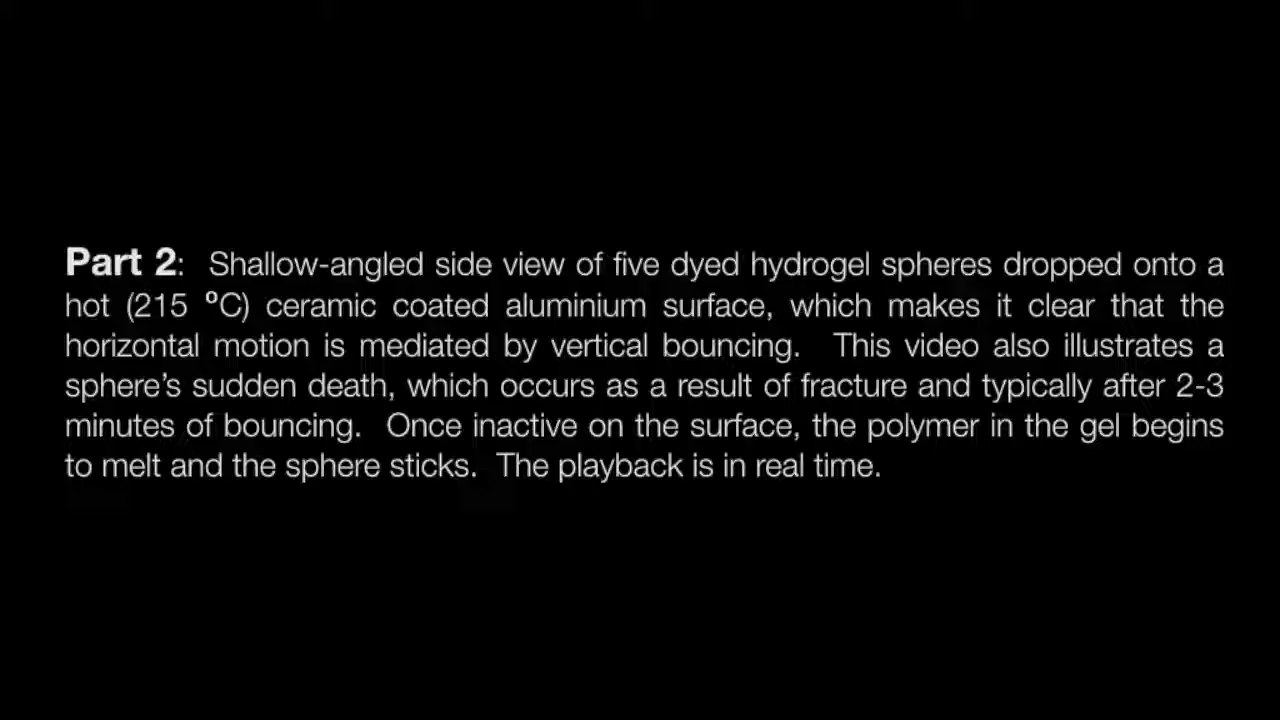 Part 2: Shallow-angled side view of five dyed hydrogel spheres dropped onto a
hot (215 ºC) ceramic coated aluminium surface, which makes it clear that the
horizontal motion is mediated by vertical bouncing. This video also illustrates a
sphere’s sudden death, which occurs as a result of fracture and typically after 2-3
minutes of bouncing. Once inactive on the surface, the polymer in the gel begins
to melt and the sphere sticks. The playback is in real time.